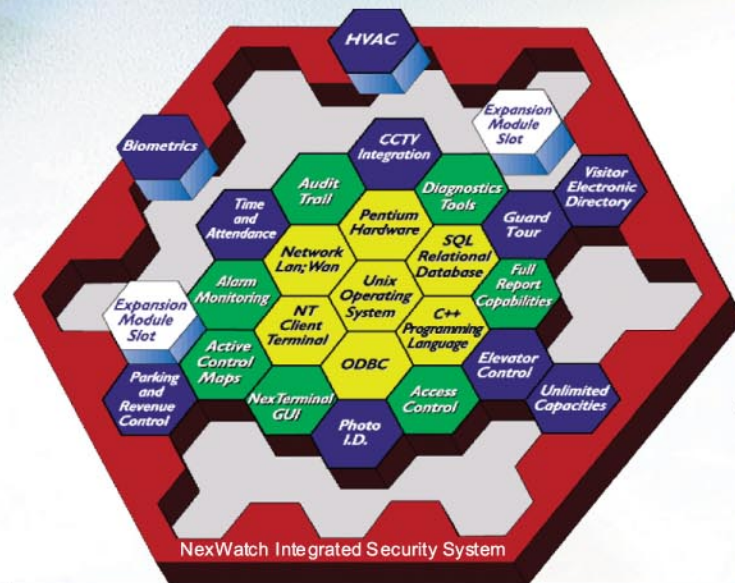 HVAC
Expansion
Module
Slot
Biometrics
CCTV
Integration
Visitor
Electronic
Directory
Audit
Trail
Diagnostics
Tools
Time
and
Attendance
Pentium
Hardware
Guard
Tour
Network
Lan; Wan
SQL
Relational
Database
Alarm
Monitoring
Unix
Operating
System
Full
Report
Capabilities
Expansion
Module
Slot
NT
Client
Terminal
C++
Programming
Language
Active
Control
Maps
ODBC
Elevator
Control
Parking
and
Revenue
Control
NexTerminal
GUI
Access
Control
Unlimited
Capacities
Photo
I.D.
NexWatch Integrated Security System